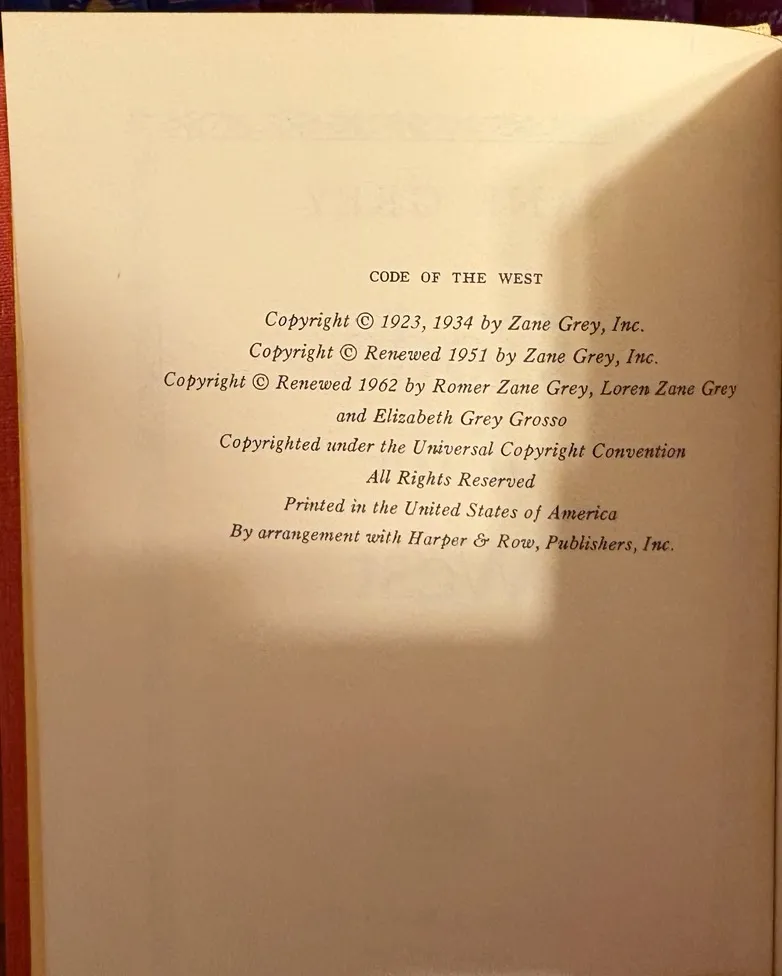 CODE OF THE WEST
Copyright © 1923, 1934 by Zane Grey, Inc.
Copyright © Renewed 1951 by Zane Grey, Inc.
Copyright © Renewed 1962 by Romer Zane Grey, Loren Zane Grey
and Elizabeth Grey Grosso
Copyrighted under the Universal Copyright Convention
All Rights Reserved
Printed in the United States of America
By arrangement with Harper & Row, Publishers, Inc.